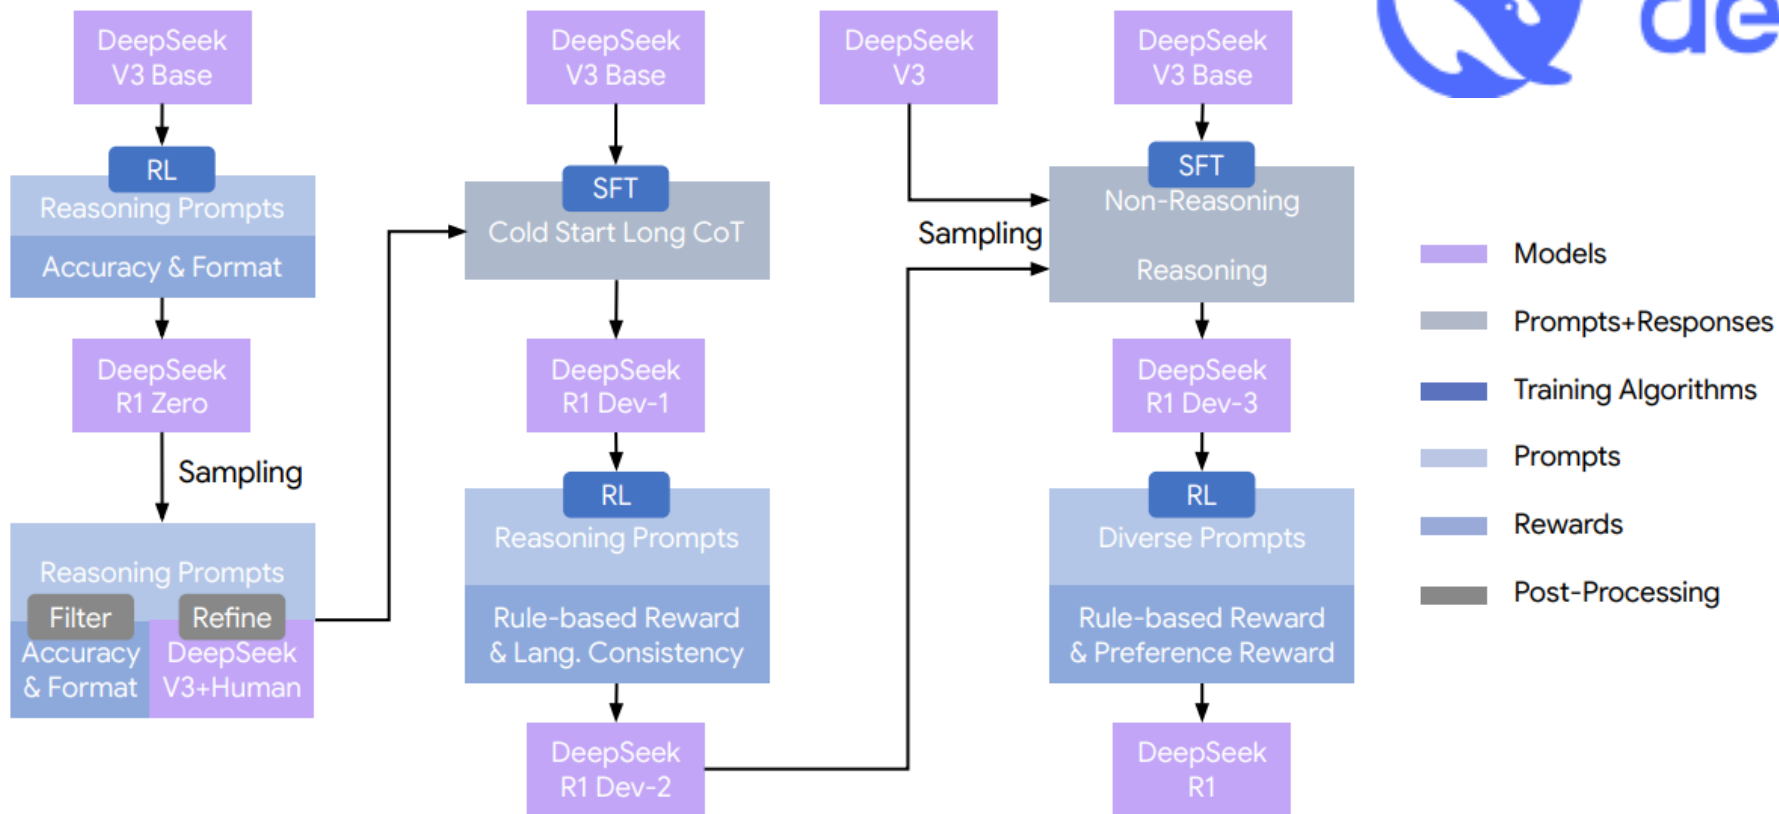 DeepSeek
V3 Base
RL
Reasoning Prompts
Accuracy & Format
DeepSeek
R1 Zero
Sampling
Reasoning Prompts
Filter
Refine
Accuracy
& Format
DeepSeek
V3+Human
DeepSeek
V3 Base
SFT
Cold Start Long CoT
DeepSeek
R1 Dev-1
RL
Reasoning Prompts
Rule-based Reward
& Lang. Consistency
DeepSeek
R1 Dev-2
DeepSeek
V3
Sampling
DeepSeek
V3 Base
SFT
Non-Reasoning
Reasoning
DeepSeek
R1 Dev-3
RL
Diverse Prompts
Rule-based Reward
& Preference Reward
DeepSeek
R1
de
Models
Prompts+Responses
Training Algorithms
Prompts
Rewards
Post-Processing